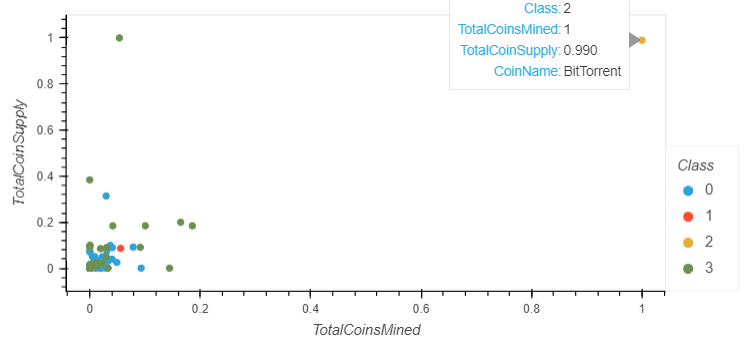 Class: 2
TotalCoinsMined: 1
TotalCoinSupply: 0.990
CoinName: BitTorrent
1
0.8
0.6
0.4
0.2
0
TotalCoinSupply
Class
0
1
2
3
0 0.2 0.4 0.6 0.8 1
TotalCoinsMined